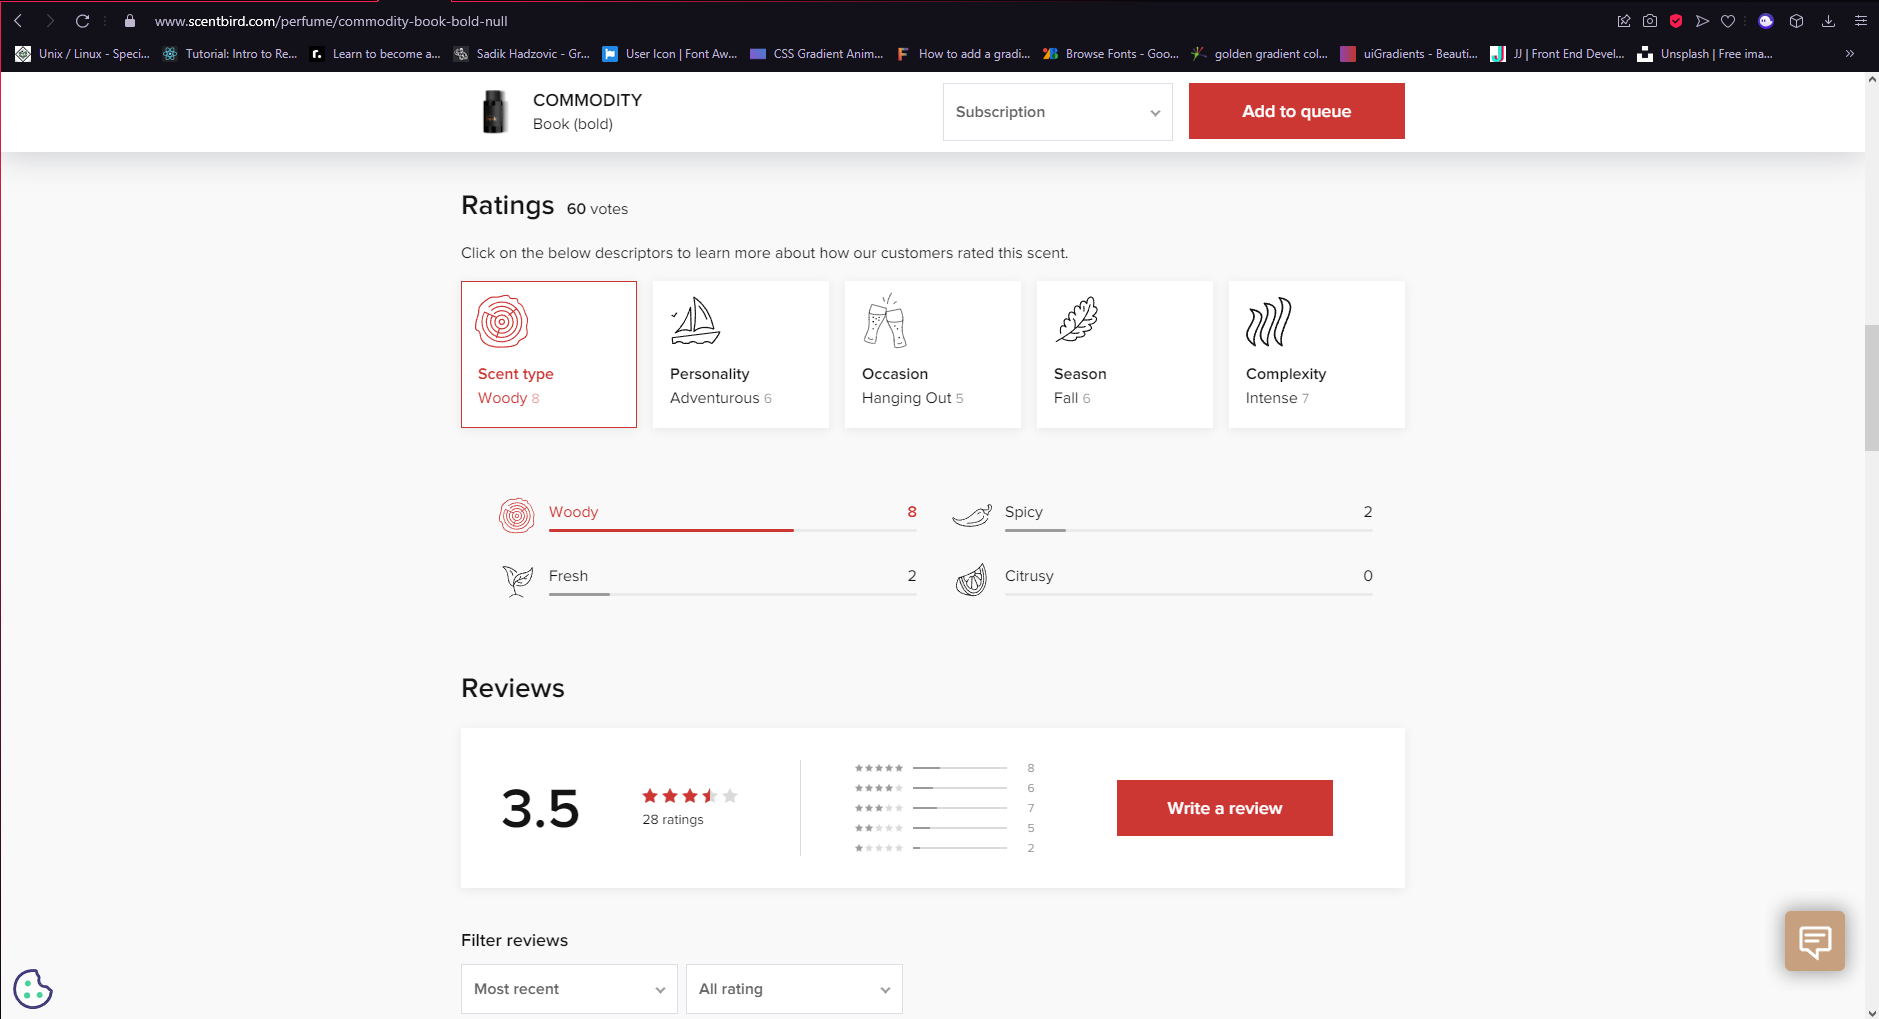 www.scentbird.com/perfume/commodity-book-bold-null
Unix / Linux - Speci... Tutorial: Intro to Re... Learn to become a... Sadik Hadzovic - Gr... User Icon | Font Aw... CSS Gradient Anim... How to add a gradi... Browse Fonts - Goo... golden gradient col... uiGradients - Beauti... JJ | Front End Devel... Unsplash | Free ima...
COMMODITY
Book (bold)
Subscription
Add to queue
Ratings 60 votes
Click on the below descriptors to learn more about how our customers rated this scent.
Scent type
Woody 8
Personality
Adventurous 6
Occasion
Hanging Out 5
Season
Fall 6
Complexity
Intense 7
Woody 8
Spicy 2
Fresh 2
Citrusy 0
Reviews
3.5
28 ratings
8
6
7
5
2
Write a review
Filter reviews
Most recent
All rating